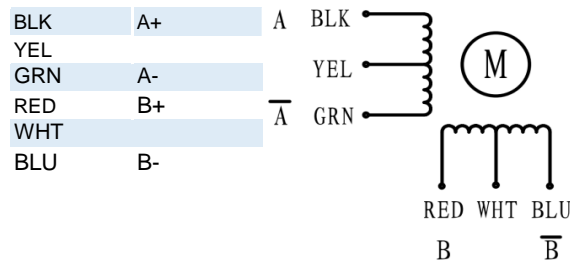 BLK A+
YEL
GRN A-
RED B+
WHT
BLU B-
A BLK
YEL
A̅ GRN
M
RED WHT BLU
B B̅